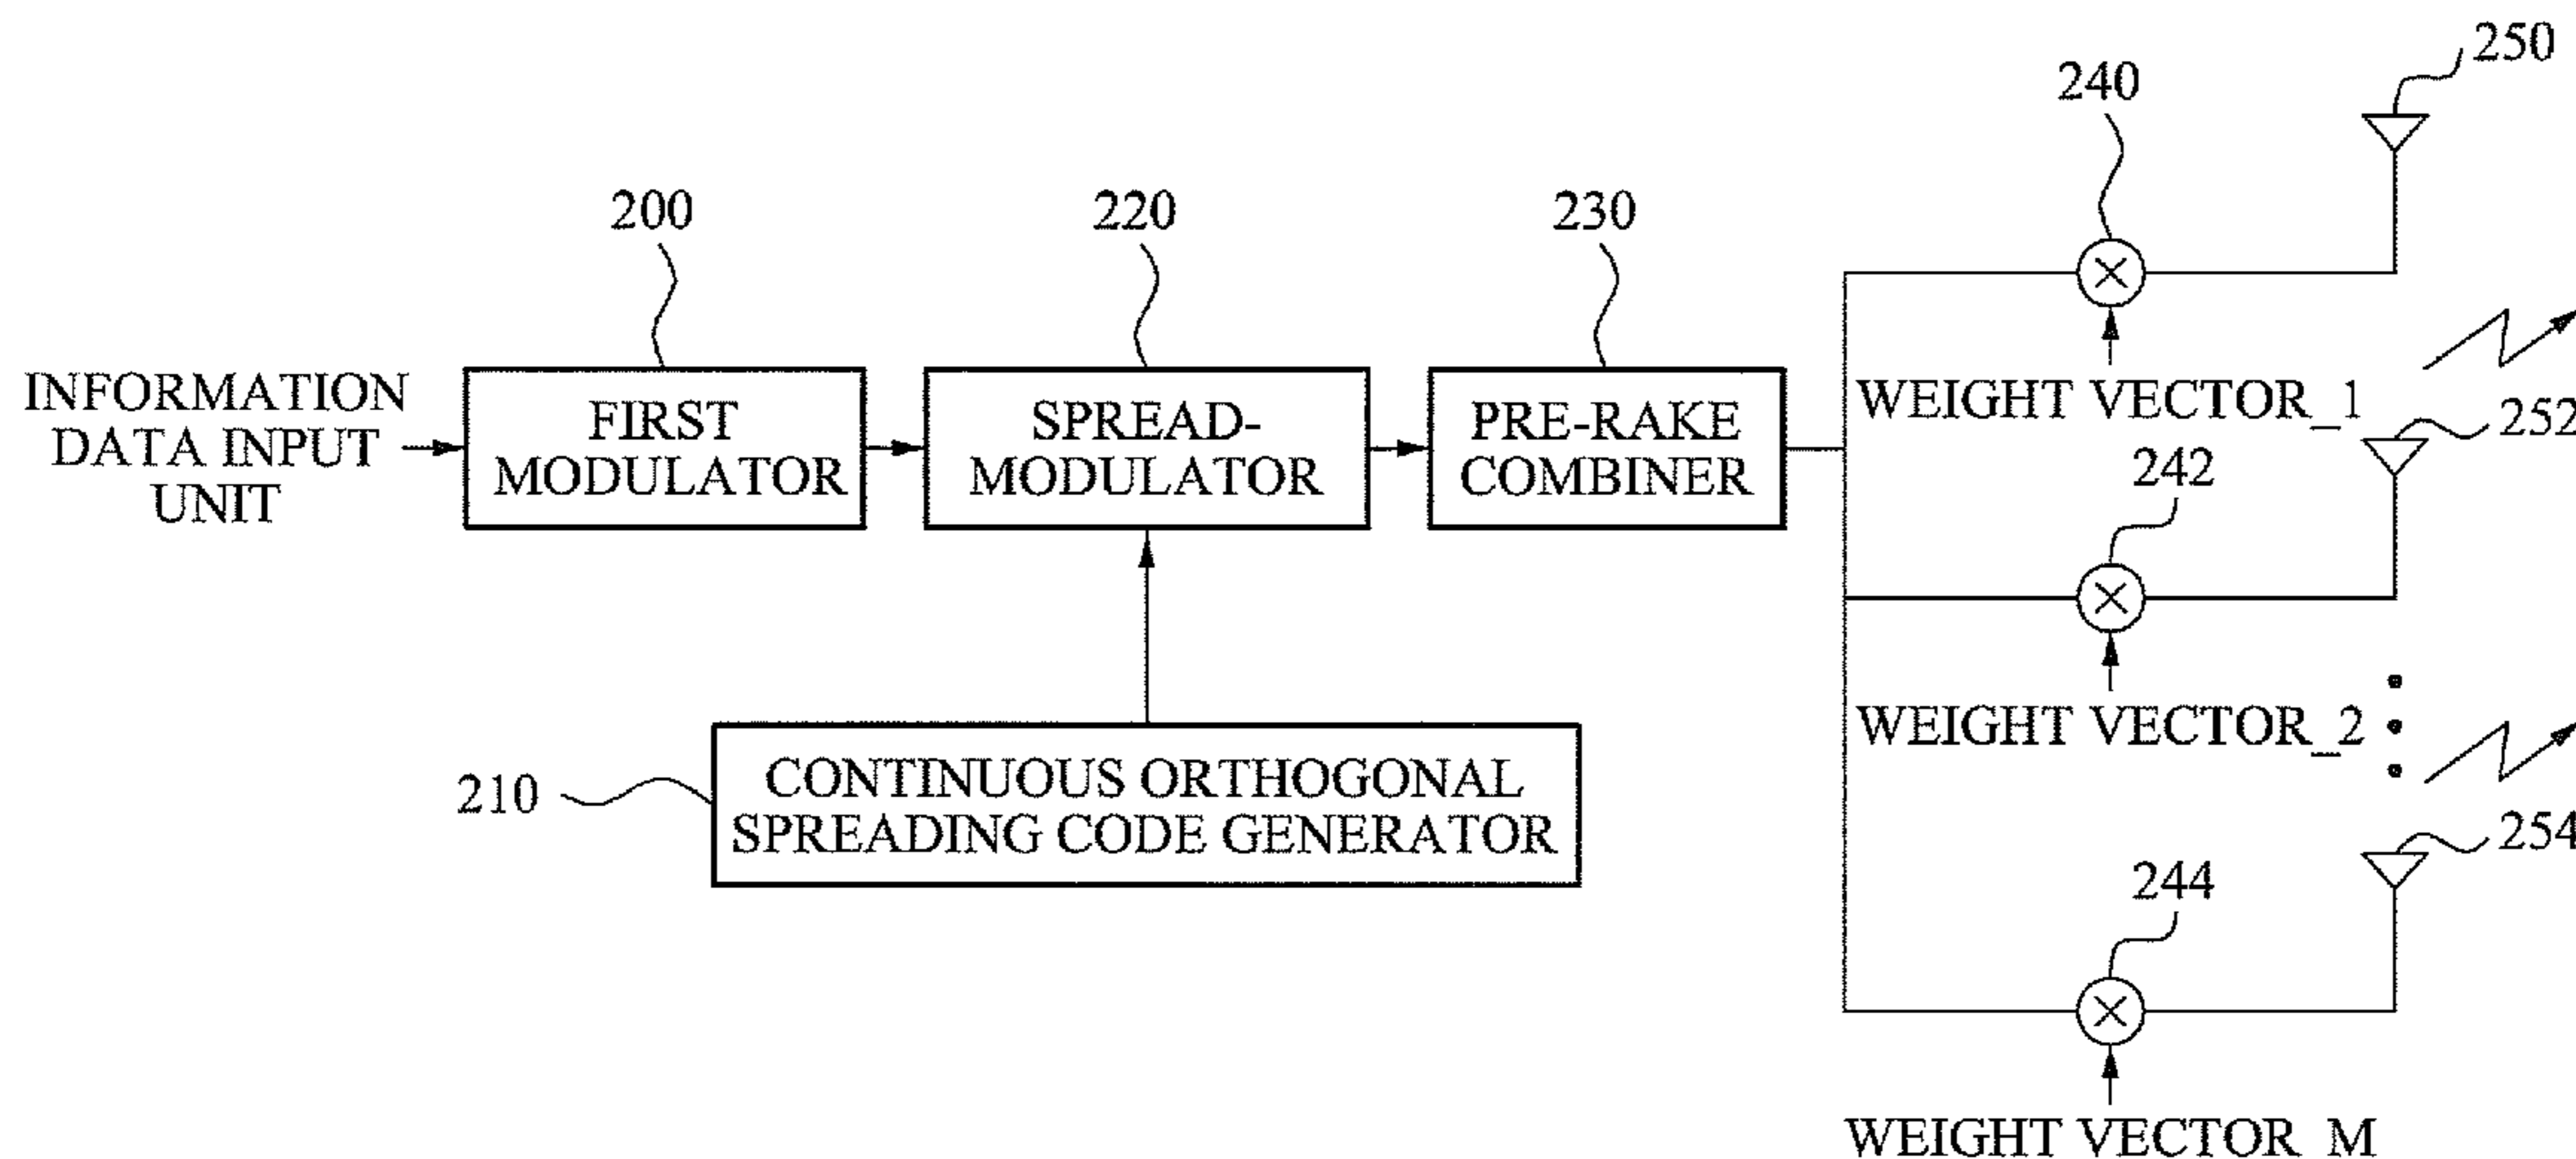 250
240
200
220
230
INFORMATION
DATA INPUT
UNIT
FIRST
MODULATOR
SPREAD-
MODULATOR
PRE-RAKE
COMBINER
WEIGHT VECTOR_1
252
242
WEIGHT VECTOR_2
210
CONTINUOUS ORTHOGONAL
SPREADING CODE GENERATOR
254
244
WEIGHT VECTOR_M